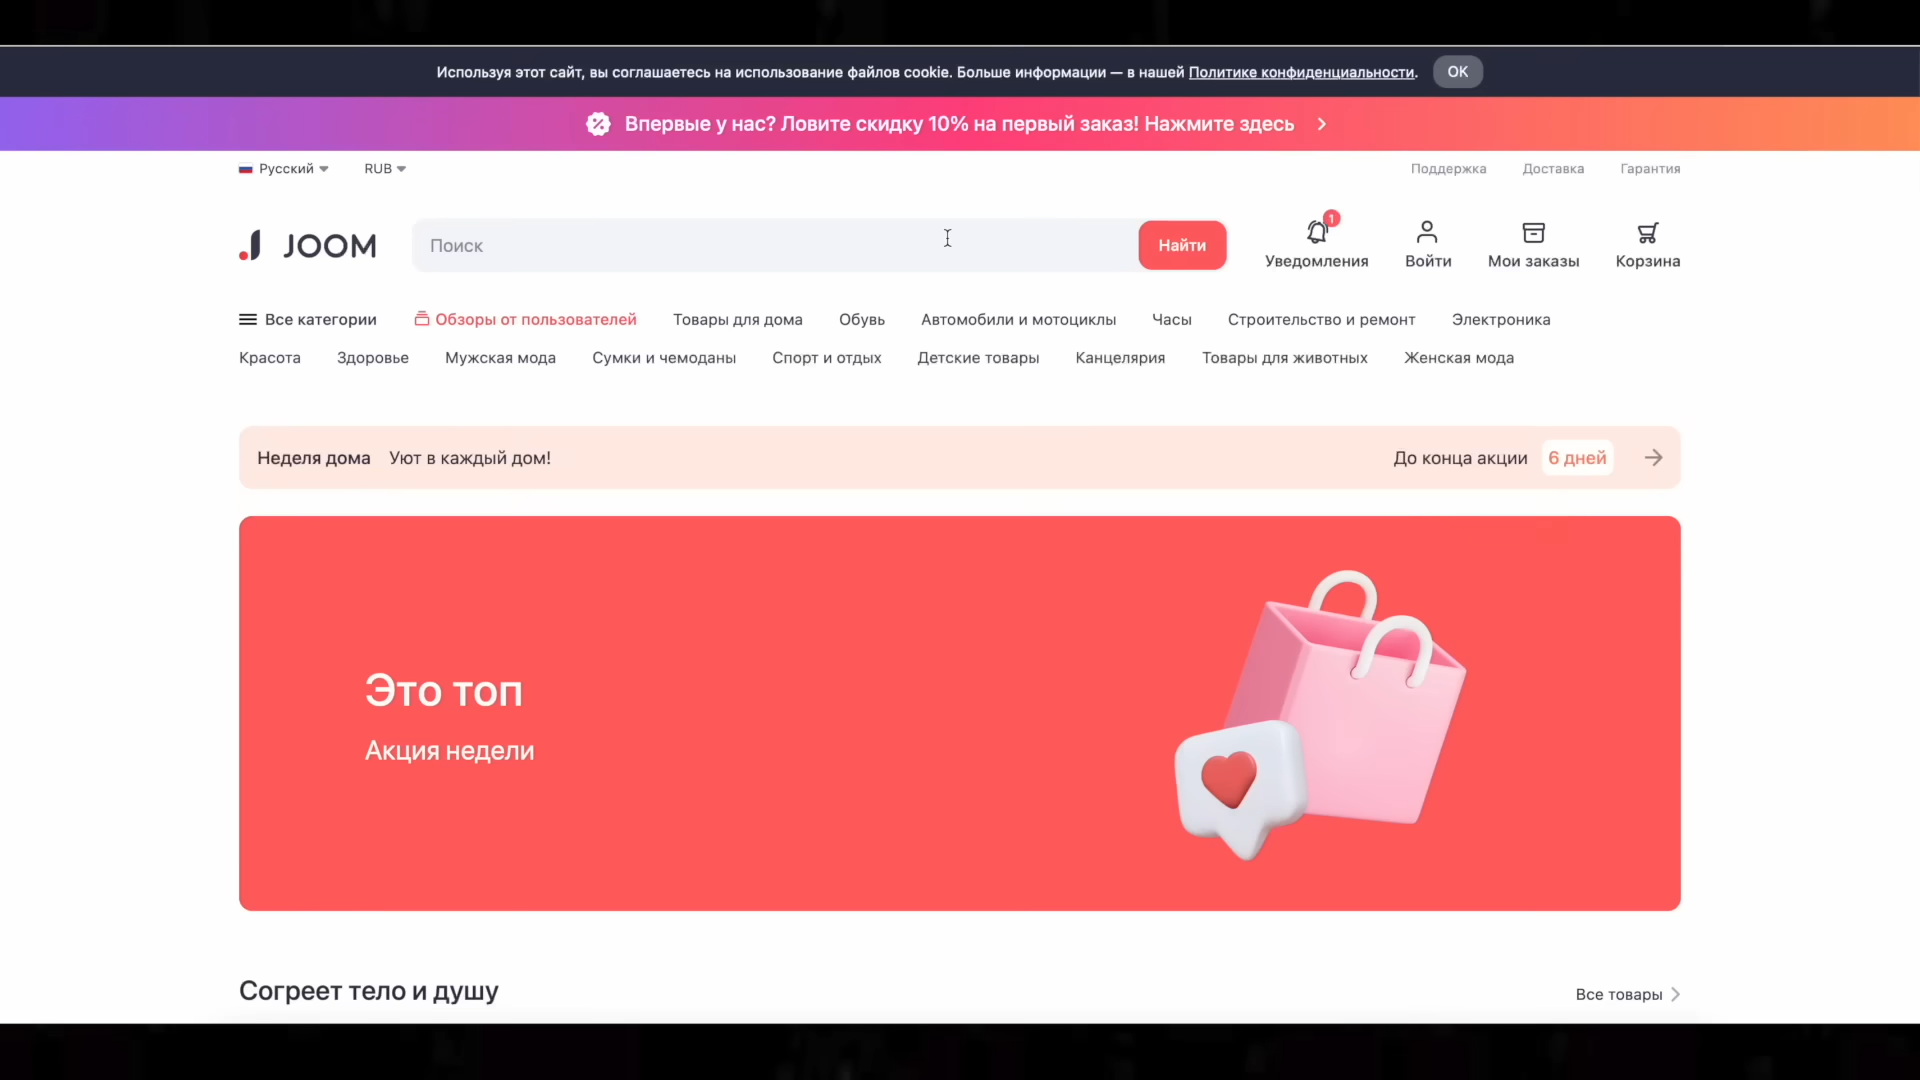 Используя этот сайт, вы соглашаетесь на использование файлов cookie. Больше информации — в нашей Политике конфиденциальности. OK
Впервые у нас? Ловите скидку 10% на первый заказ! Нажмите здесь
Русский RUB Поддержка Доставка Гарантия
JOOM Поиск Найти 1
Уведомления Войти Мои заказы Корзина
Все категории Обзоры от пользователей Товары для дома Обувь Автомобили и мотоциклы Часы Строительство и ремонт Электроника
Красота Здоровье Мужская мода Сумки и чемоданы Спорт и отдых Детские товары Канцелярия Товары для животных Женская мода
Неделя дома Уют в каждый дом! До конца акции 6 дней
Это топ
Акция недели
Согреет тело и душу Все товары